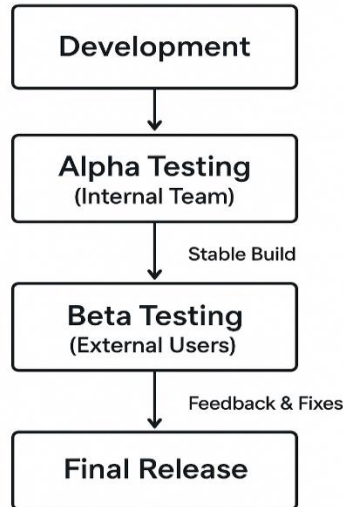 Development
Alpha Testing
(Internal Team)
Stable Build
Beta Testing
(External Users)
Feedback & Fixes
Final Release